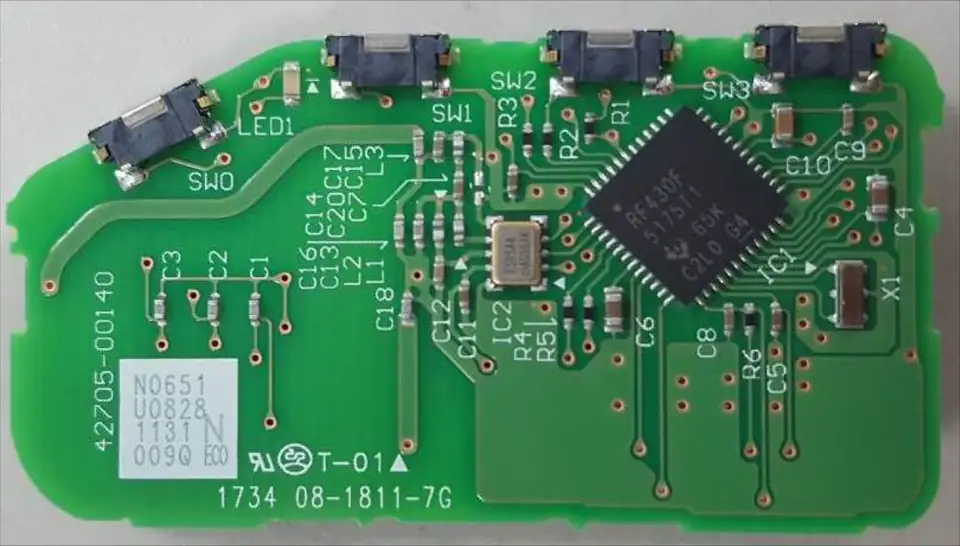 SW2
SW3
LED1
SW1
R3
R1
R2
SW0
C17
C15
L3
C10
C9
C14
C20
C7
RF430F
517511
G5K
C2L0 G4
C4
C16
C13
L2
L1
IC1
X1
C3
C2
C1
C18
C12
C11
IC2
R4
R5
C6
C8
R6
C5
42705-00140
N0651
U0828
1131 N
009Q ECO
T-01
1734 08-1811-7G